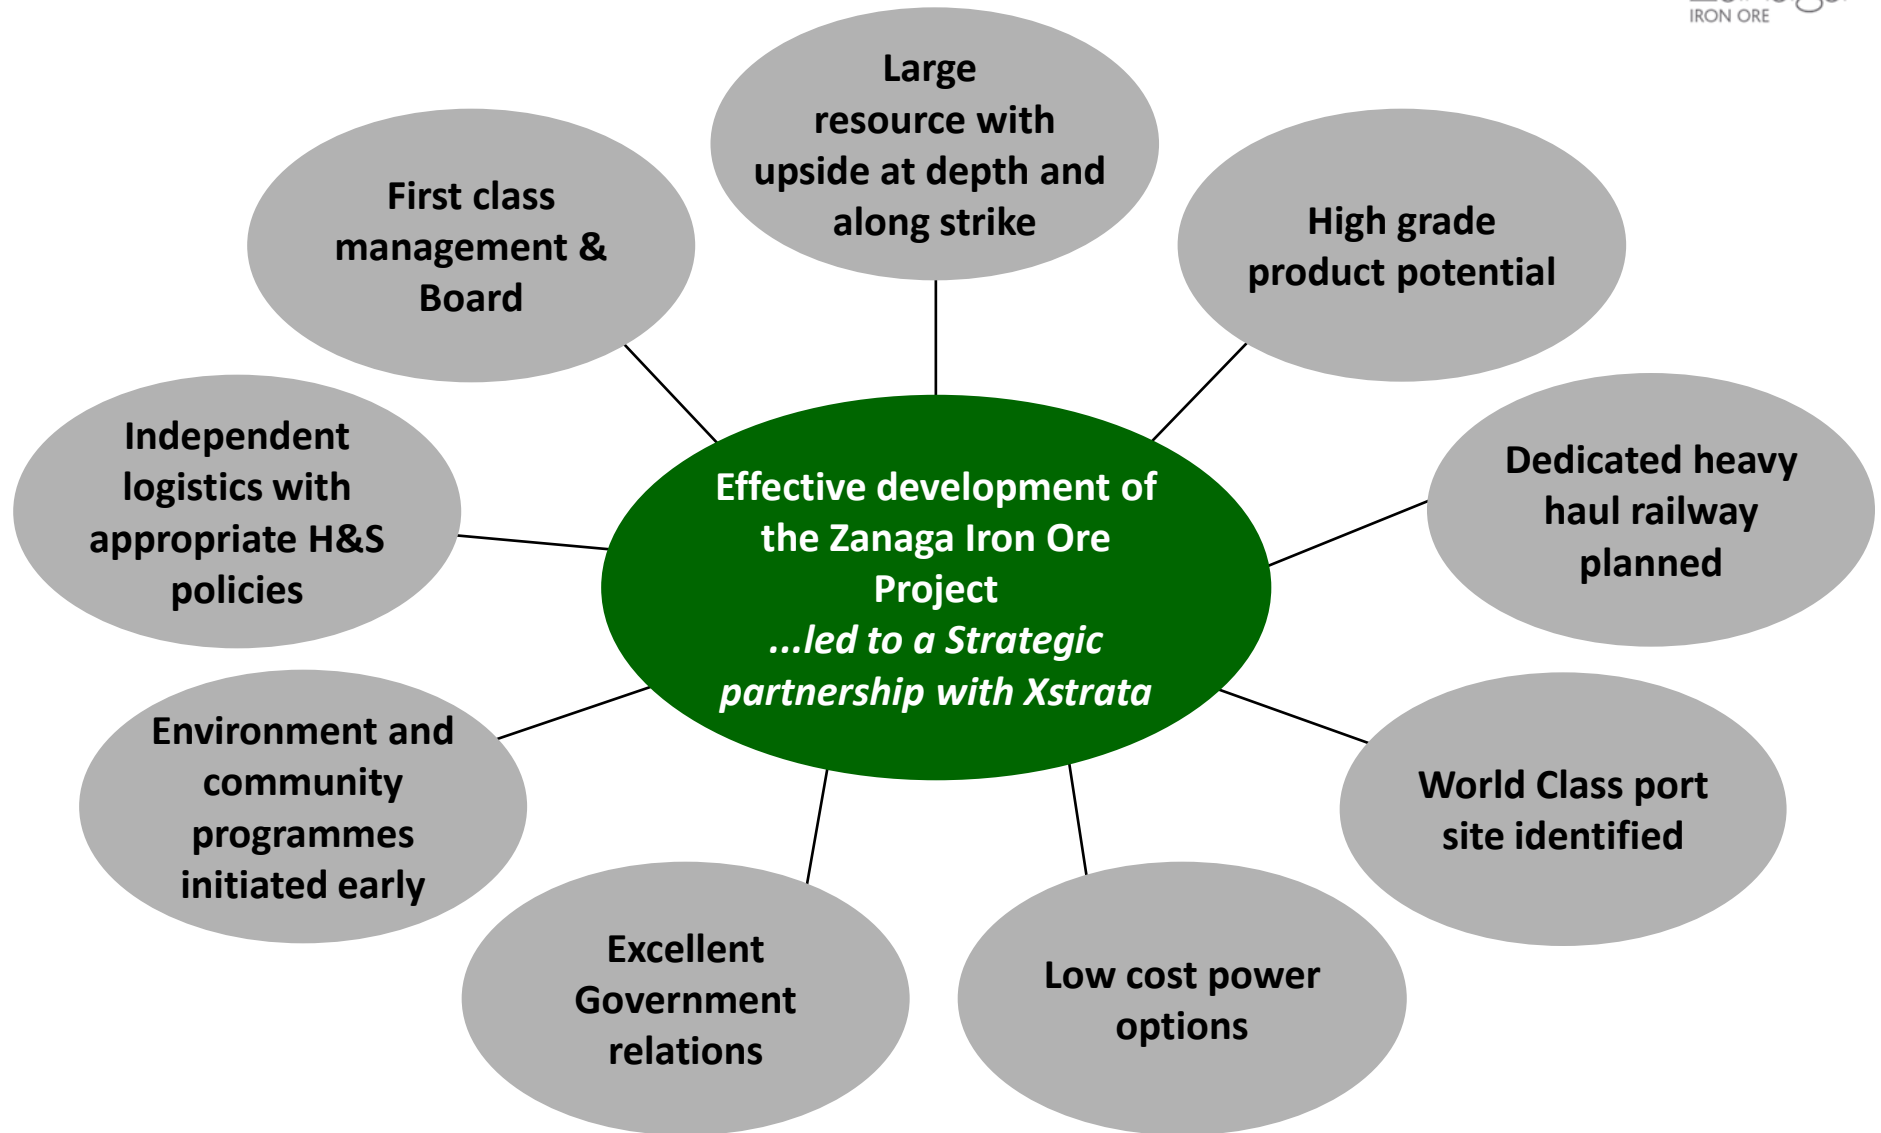 IRON ORE
Large
resource with
upside at depth and
along strike
First class
management &
Board
High grade
product potential
Independent
logistics with
appropriate H&S
policies
Dedicated heavy
haul railway
planned
Effective development of
the Zanaga Iron Ore
Project
...led to a Strategic
partnership with Xstrata
Environment and
community
programmes
initiated early
World Class port
site identified
Excellent
Government
relations
Low cost power
options